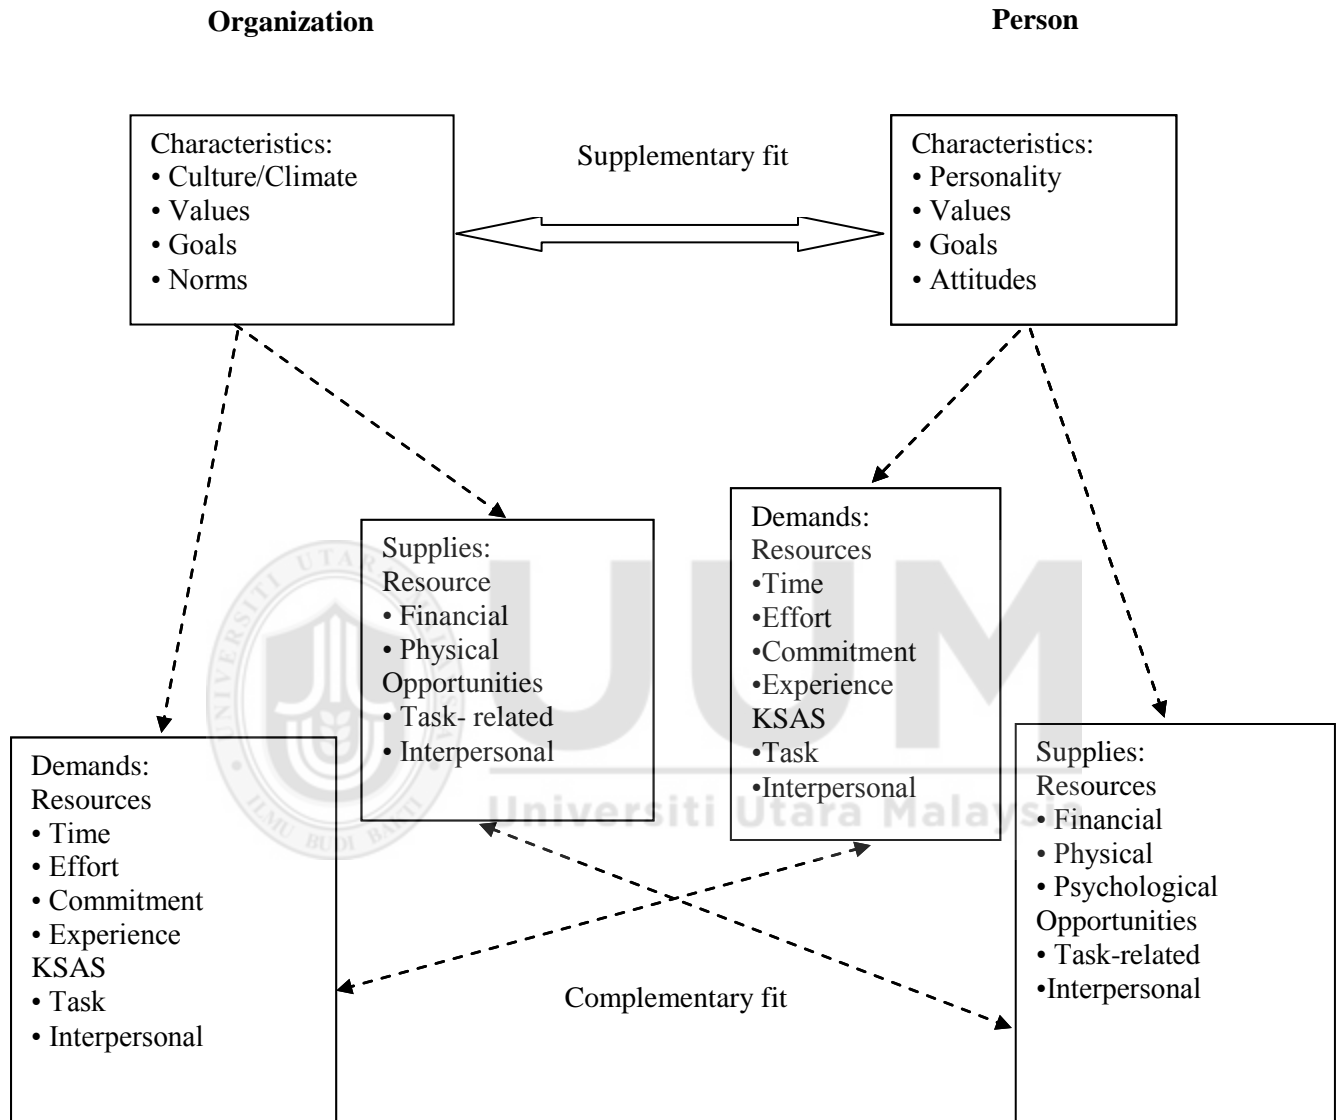 Organization
Person
Characteristics:
• Culture/Climate
• Values
• Goals
• Norms
Supplementary fit
Characteristics:
• Personality
• Values
• Goals
• Attitudes
Supplies:
Resource
• Financial
• Physical
Opportunities
• Task- related
• Interpersonal
Demands:
Resources
•Time
•Effort
•Commitment
•Experience
KSAS
•Task
•Interpersonal
Demands:
Resources
• Time
• Effort
• Commitment
• Experience
KSAS
• Task
• Interpersonal
Supplies:
Resources
• Financial
• Physical
• Psychological
Opportunities
• Task-related
•Interpersonal
Complementary fit
UUM
Universiti Utara Malaysia